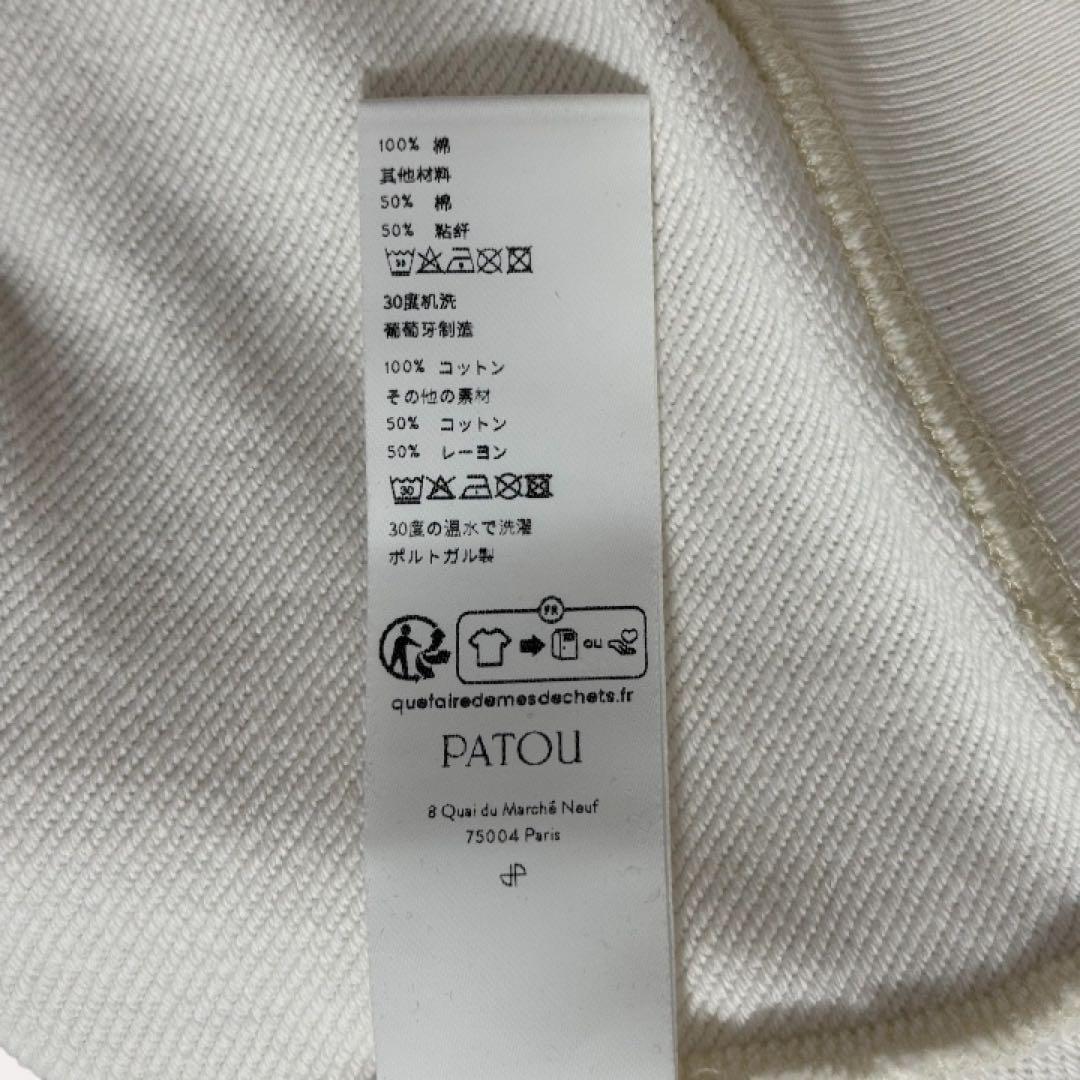 100% 棉
其他材料
50% 棉
50% 黏纤
30
30度机洗
葡萄牙制造
100% コットン
その他の素材
50% コットン
50% レーヨン
30
30度の温水で洗濯
ポルトガル製
FR
OU
quefairedemesdechets.fr
PATOU
8 Quai du Marché Neuf
75004 Paris
JP